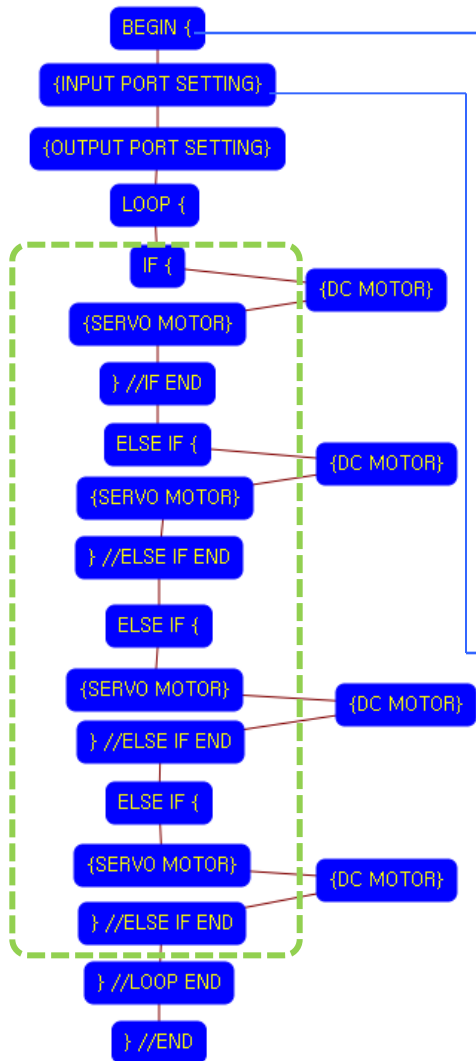 BEGIN {
{INPUT PORT SETTING}
{OUTPUT PORT SETTING}
LOOP {
IF {
{DC MOTOR}
{SERVO MOTOR}
} //IF END
ELSE IF {
{DC MOTOR}
{SERVO MOTOR}
} //ELSE IF END
ELSE IF {
{SERVO MOTOR}
{DC MOTOR}
} //ELSE IF END
ELSE IF {
{SERVO MOTOR}
{DC MOTOR}
} //ELSE IF END
} //LOOP END
} //END